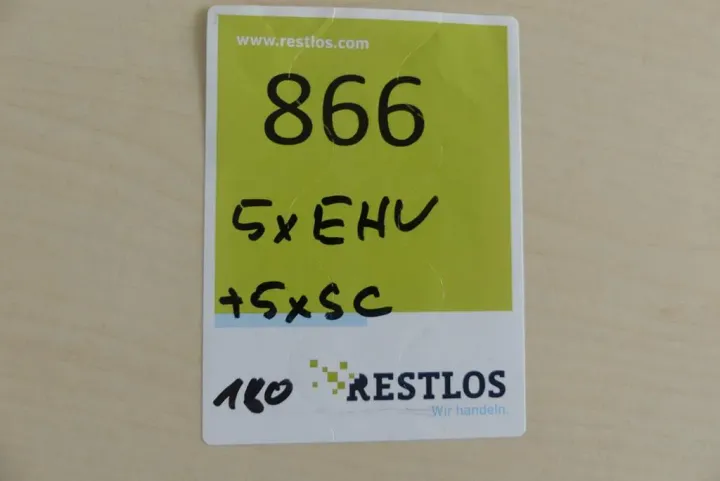 www.restlos.com
866
5xEHV
+5xSC
180
RESTLOS
Wir handeln.